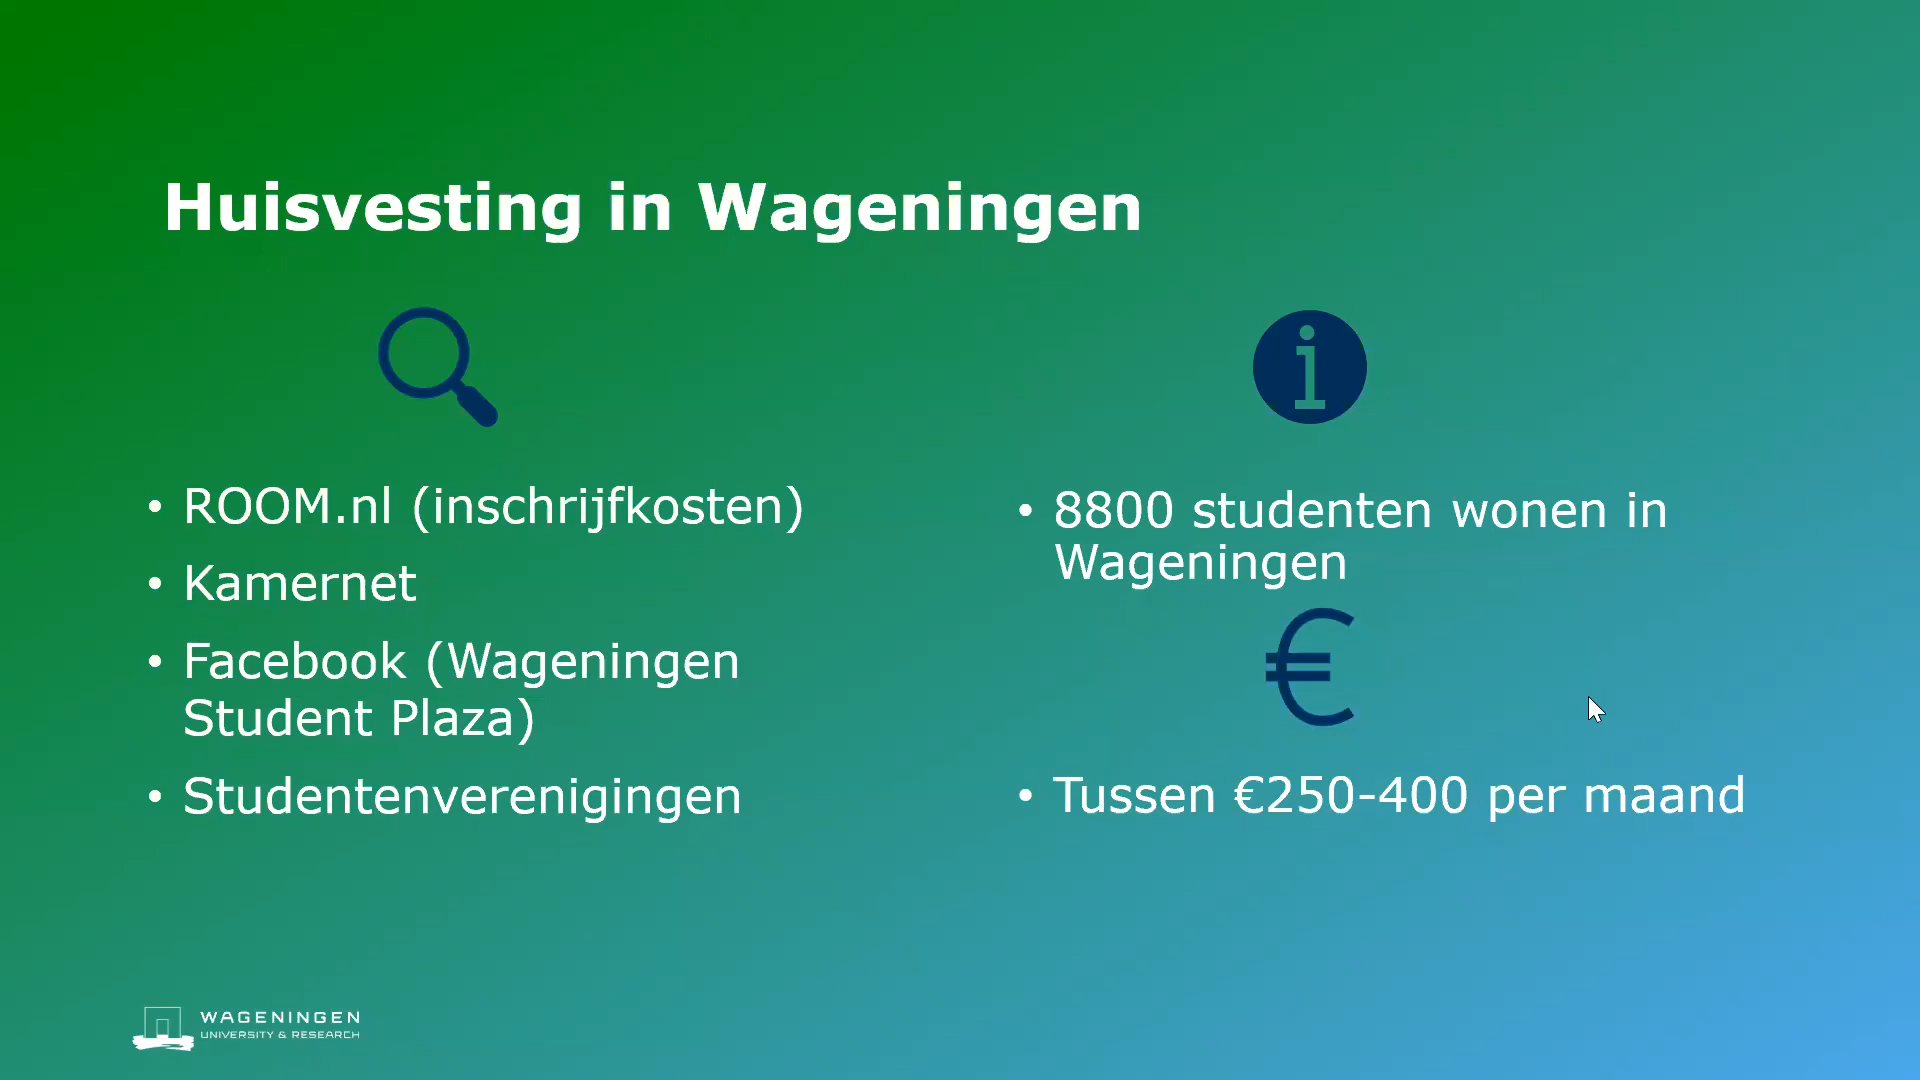 Huisvesting in Wageningen
• ROOM.nl (inschrijfkosten)
• Kamernet
• Facebook (Wageningen
Student Plaza)
• Studentenverenigingen
• 8800 studenten wonen in
Wageningen
€
• Tussen €250-400 per maand
WAGENINGEN
UNIVERSITY & RESEARCH